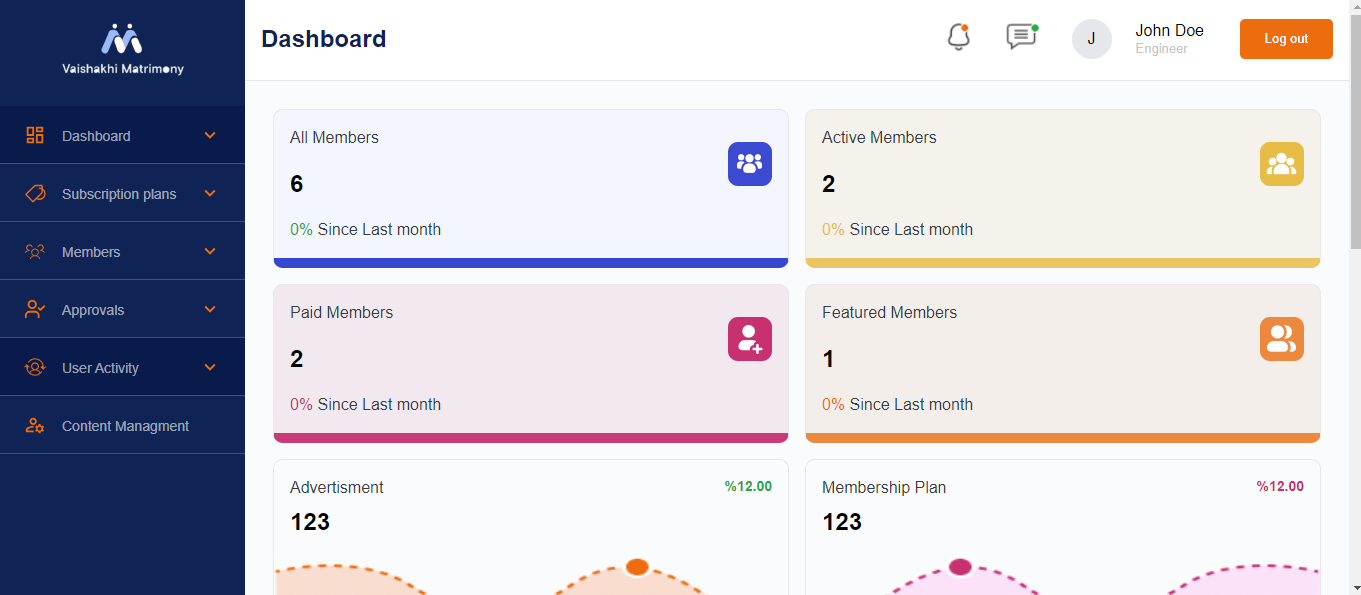 Vaishakhi Matrimony
Dashboard
Subscription plans
Members
Approvals
User Activity
Content Managment
Dashboard
J
John Doe
Engineer
Log out
All Members
6
0% Since Last month
Active Members
2
0% Since Last month
Paid Members
2
0% Since Last month
Featured Members
1
0% Since Last month
Advertisment
%12.00
123
Membership Plan
%12.00
123